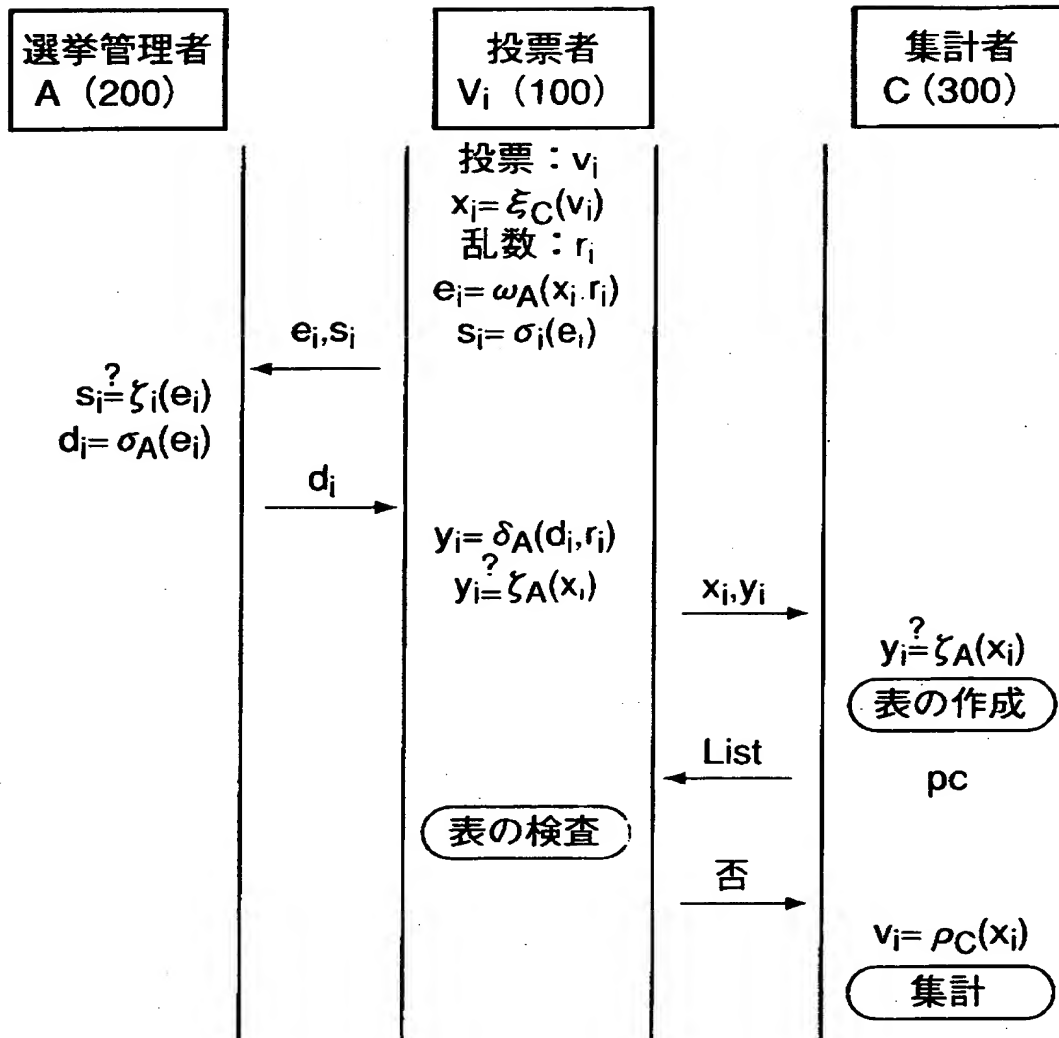 選挙管理者
A (200)
投票者
Vi (100)
集計者
C (300)
投票：vi
xi= ξC(vi)
乱数：ri
ei= ωA(xi.ri)
si= σi(ei)
ei,si
?
si=ζi(ei)
di= σA(ei)
di
yi= δA(di,ri)
?
yi=ζA(xi)
xi,yi
?
yi=ζA(xi)
表の作成
List
pc
表の検査
否
vi= ρC(xi)
集計